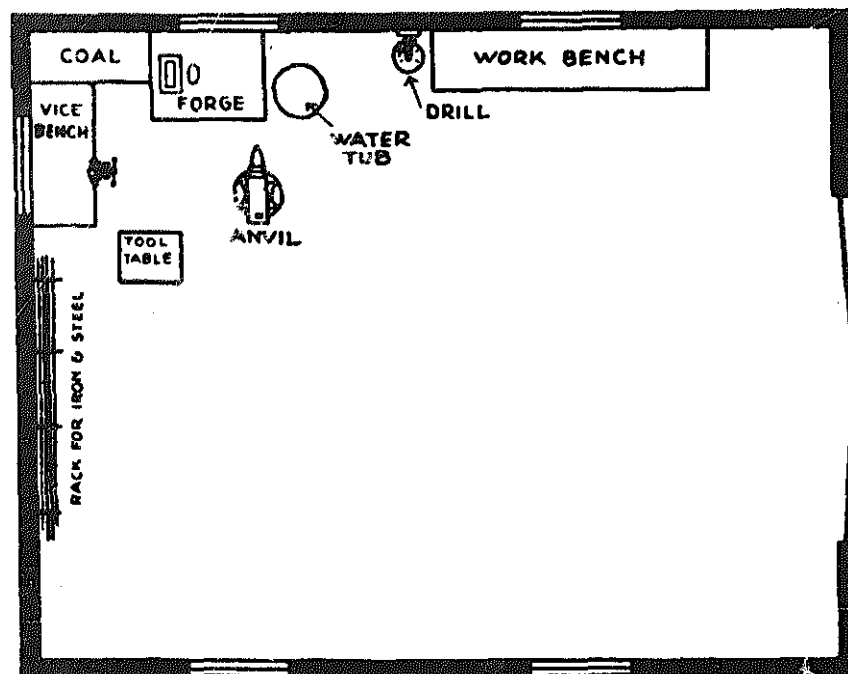 COAL
FORGE
WORK BENCH
VICE
BENCH
DRILL
WATER
TUB
ANVIL
TOOL
TABLE
RACK FOR IRON & STEEL